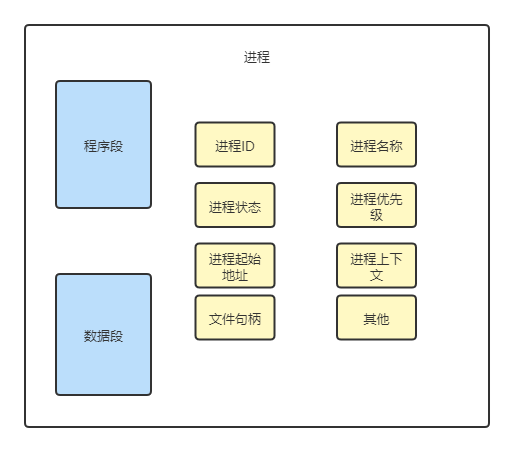 进程
程序段
进程ID
进程名称
进程状态
进程优先
级
进程起始
地址
进程上下
文
数据段
文件句柄
其他